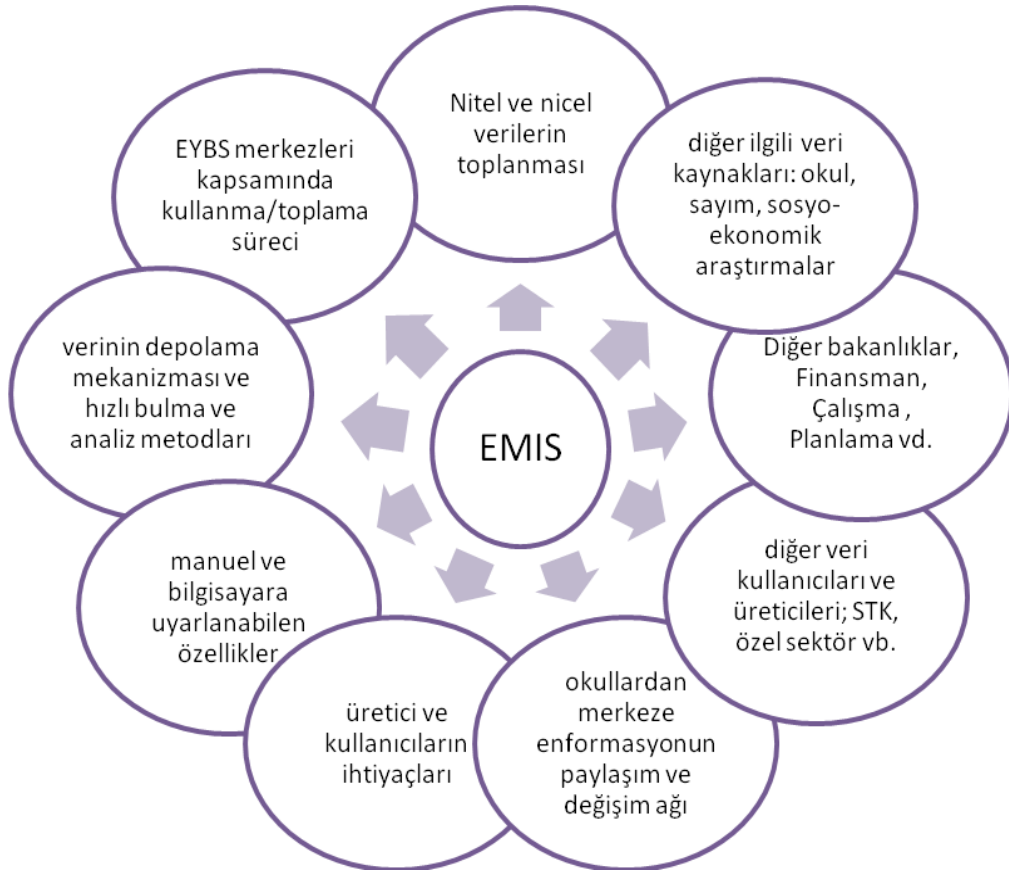 Nitel ve nicel
verilerin
toplanması
diğer ilgili veri
kaynakları: okul,
sayım, sosyo-
ekonomik
araştırmalar
Diğer bakanlıklar,
Finansman,
Çalışma ,
Planlama vd.
diğer veri
kullanıcıları ve
üreticileri; STK,
özel sektör vb.
okullardan
merkeze
enformasyonun
paylaşım ve
değişim ağı
üretici ve
kullanıcıların
ihtiyaçları
manuel ve
bilgisayara
uyarlanabilen
özellikler
verinin depolama
mekanizması ve
hızlı bulma ve
analiz metodları
EYBS merkezleri
kapsamında
kullanma/toplama
süreci
EMIS